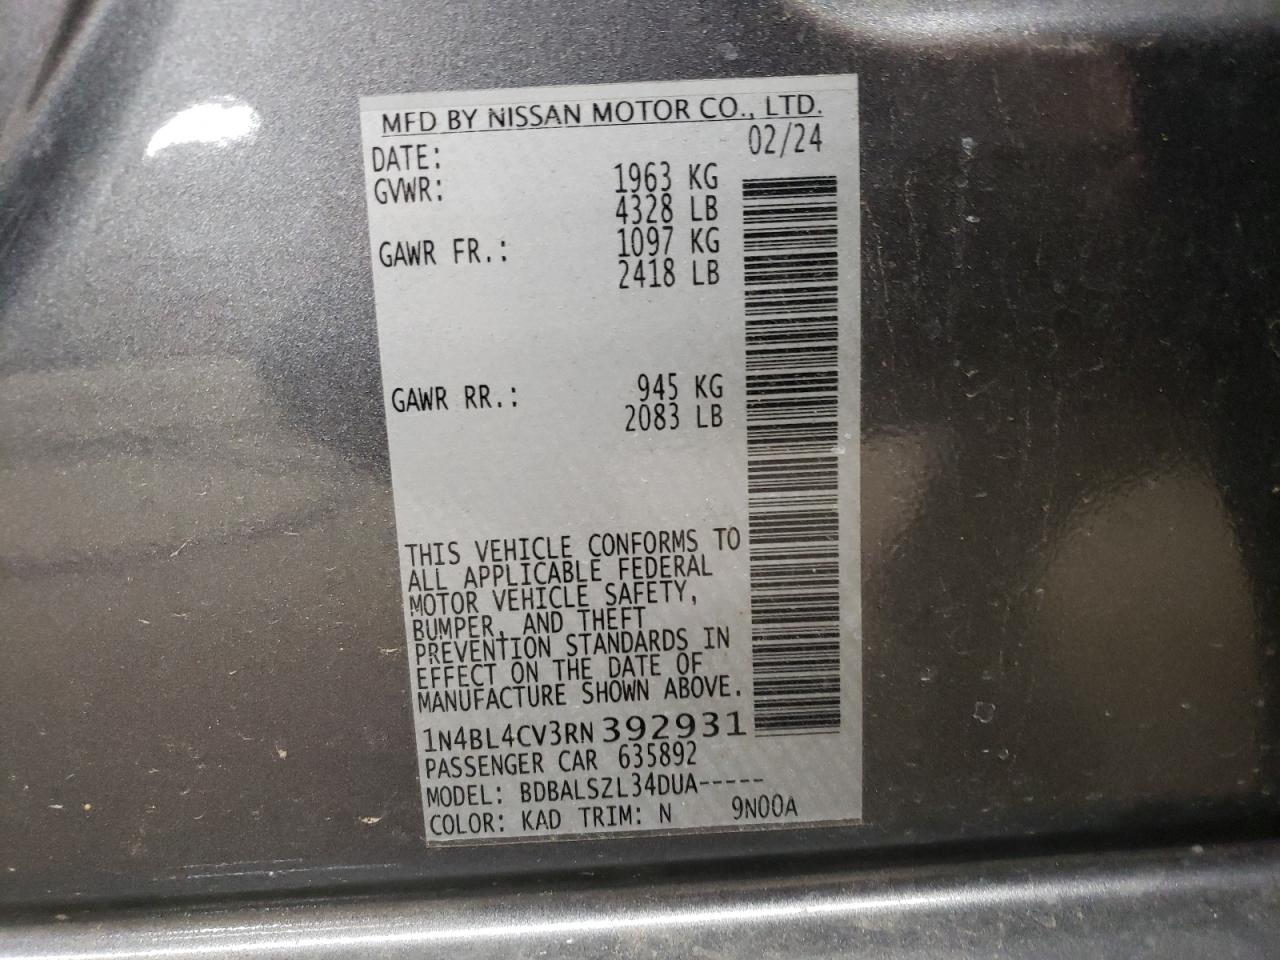 MFD BY NISSAN MOTOR CO., LTD.
DATE: 02/24
GVWR: 1963 KG
4328 LB
GAWR FR.: 1097 KG
2418 LB
GAWR RR.: 945 KG
2083 LB
THIS VEHICLE CONFORMS TO
ALL APPLICABLE FEDERAL
MOTOR VEHICLE SAFETY,
BUMPER, AND THEFT
PREVENTION STANDARDS IN
EFFECT ON THE DATE OF
MANUFACTURE SHOWN ABOVE.
1N4BL4CV3RN392931
PASSENGER CAR 635892
MODEL: BDBALSZL34DUA-----
COLOR: KAD TRIM: N 9N00A